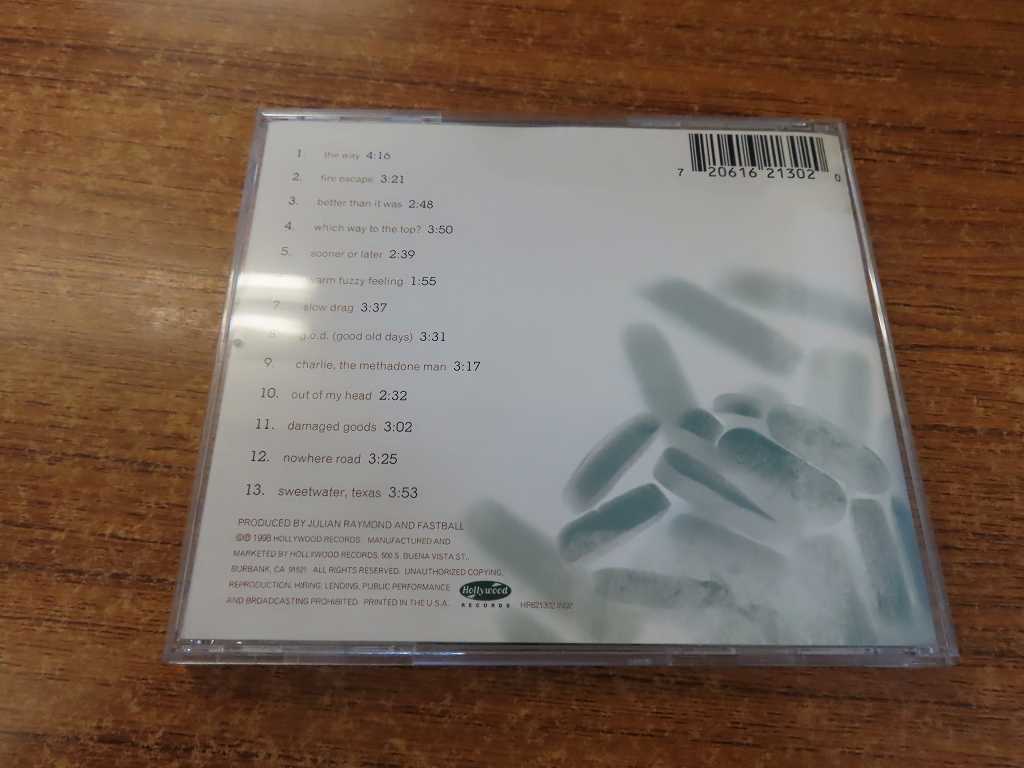 1. the way 4:16
2. fire escape 3:21
3. better than it was 2:48
4. which way to the top? 3:50
5. sooner or later 2:39
warm fuzzy feeling 1:55
7. slow drag 3:37
8. g.o.d. (good old days) 3:31
9. charlie, the methadone man 3:17
10. out of my head 2:32
11. damaged goods 3:02
12. nowhere road 3:25
13. sweetwater, texas 3:53
7 20616 21302 0
PRODUCED BY JULIAN RAYMOND AND FASTBALL
©℗ 1998 HOLLYWOOD RECORDS. MANUFACTURED AND
MARKETED BY HOLLYWOOD RECORDS, 500 S. BUENA VISTA ST.,
BURBANK, CA 91521 ALL RIGHTS RESERVED. UNAUTHORIZED COPYING,
REPRODUCTION, HIRING, LENDING, PUBLIC PERFORMANCE
AND BROADCASTING PROHIBITED. PRINTED IN THE U.S.A.
Hollywood
RECORDS